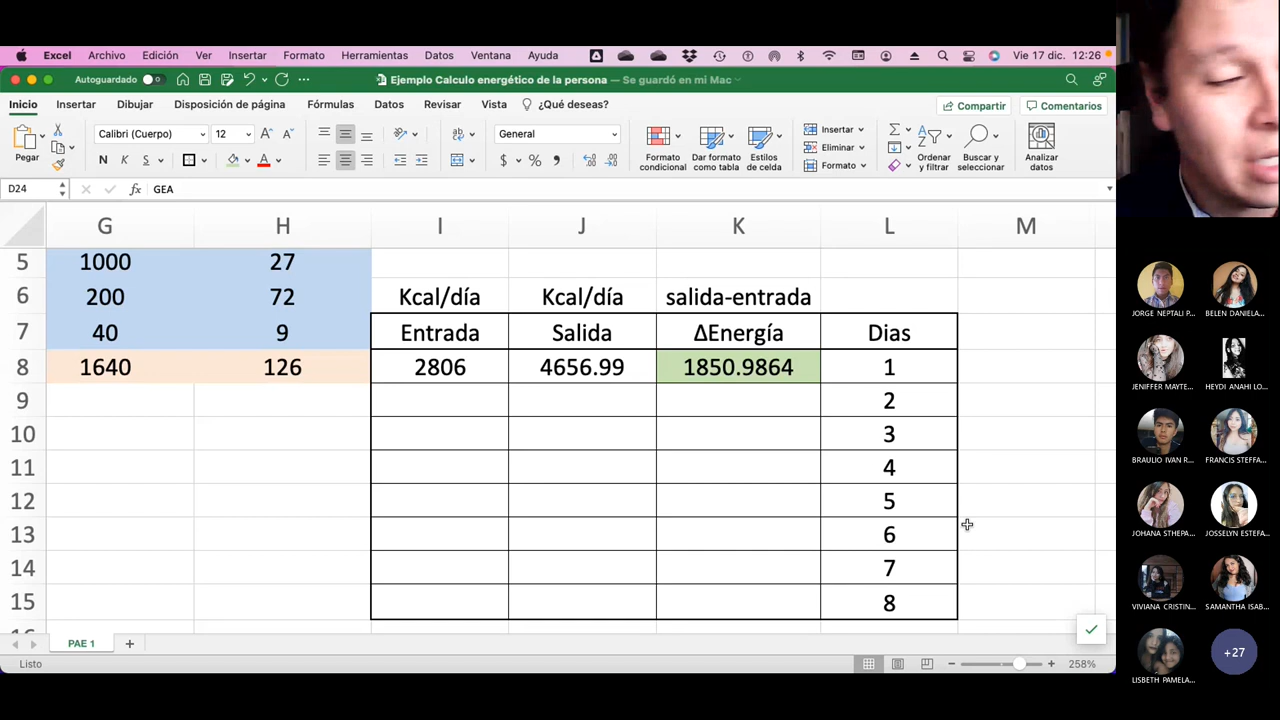 Excel Archivo Edición Ver Insertar Formato Herramientas Datos Ventana Ayuda Vie 17 dic. 12:26
Autoguardado Ejemplo Calculo energético de la persona — Se guardó en mi Mac
Inicio Insertar Dibujar Disposición de página Fórmulas Datos Revisar Vista ¿Qué deseas? Compartir Comentarios
Pegar Calibri (Cuerpo) 12 General Formato condicional Dar formato como tabla Estilos de celda Insertar Eliminar Formato Ordenar y filtrar Buscar y seleccionar Analizar datos
D24 fx GEA
G H I J K L M
5 1000 27
6 200 72 Kcal/día Kcal/día salida-entrada
7 40 9 Entrada Salida ΔEnergía Dias
8 1640 126 2806 4656.99 1850.9864 1
9 2
10 3
11 4
12 5
13 6
14 7
15 8
PAE 1
Listo 258%
JORGE NEPTALI P... BELEN DANIELA...
JENIFFER MAYTE... HEYDI ANAHI LO...
BRAULIO IVAN R... FRANCIS STEFFA...
JOHANA STHEPA... JOSSELYN ESTEFA...
VIVIANA CRISTIN... SAMANTHA ISAB...
+27
LISBETH PAMELA...